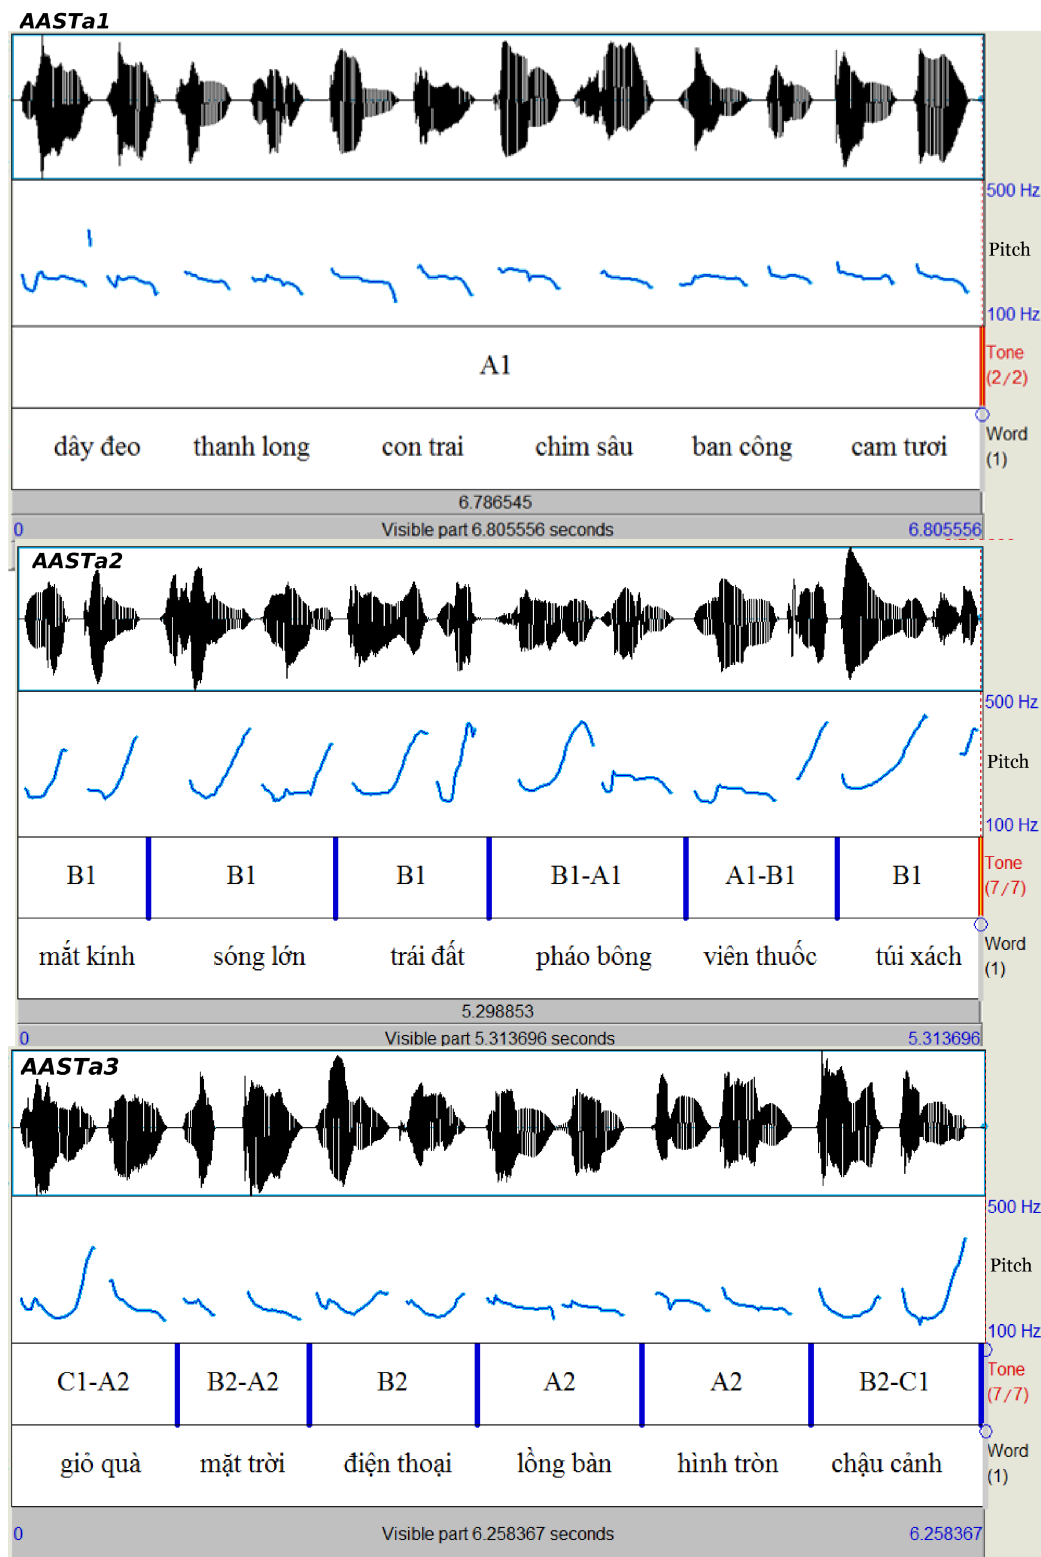 AASTa1
500 Hz
Pitch
100 Hz
A1
Tone
(2/2)
dây đeo thanh long con trai chim sâu ban công cam tươi
Word
(1)
6.786545
0 Visible part 6.805556 seconds 6.805556
AASTa2
500 Hz
Pitch
100 Hz
B1 B1 B1 B1-A1 A1-B1 B1
Tone
(7/7)
mắt kính sóng lớn trái đất pháo bông viên thuốc túi xách
Word
(1)
5.298853
0 Visible part 5.313696 seconds 5.313696
AASTa3
500 Hz
Pitch
100 Hz
C1-A2 B2-A2 B2 A2 A2 B2-C1
Tone
(7/7)
giỏ quà mặt trời điện thoại lồng bàn hình tròn chậu cảnh
Word
(1)
0 Visible part 6.258367 seconds 6.258367